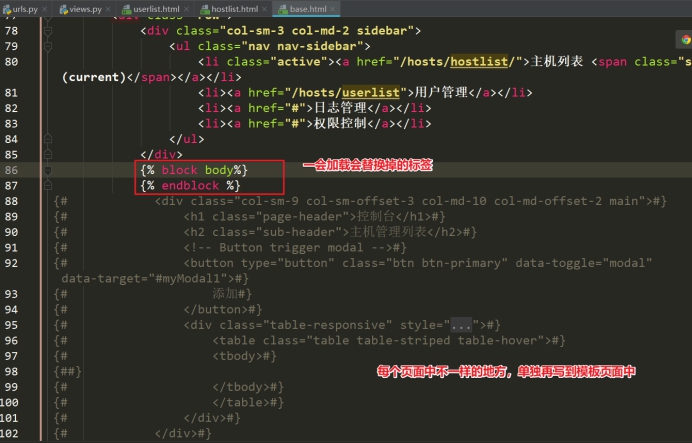 urls.py views.py userlist.html hostlist.html base.html
77 <div class="row">
78 <div class="col-sm-3 col-md-2 sidebar">
79 <ul class="nav nav-sidebar">
80 <li class="active"><a href="/hosts/hostlist/">主机列表 <span class="s
(current)</span></a></li>
81 <li><a href="/hosts/userlist">用户管理</a></li>
82 <li><a href="#">日志管理</a></li>
83 <li><a href="#">权限控制</a></li>
84 </ul>
85 </div>
86 {% block body%} 一会加载会替换掉的标签
87 {% endblock %}
88 {# <div class="col-sm-9 col-sm-offset-3 col-md-10 col-md-offset-2 main">#}
89 {# <h1 class="page-header">控制台</h1>#}
90 {# <h2 class="sub-header">主机管理列表</h2>#}
91 {# <!-- Button trigger modal -->#}
92 {# <button type="button" class="btn btn-primary" data-toggle="modal"
data-target="#myModal1">#}
93 {# 添加#}
94 {# </button>#}
95 {# <div class="table-responsive" style="...">#}
96 {# <table class="table table-striped table-hover">#}
97 {# <tbody>#}
98 {##} 每个页面中不一样的地方，单独再写到模板页面中
99 {# </tbody>#}
100 {# </table>#}
101 {# </div>#}
102 {# </div>#}